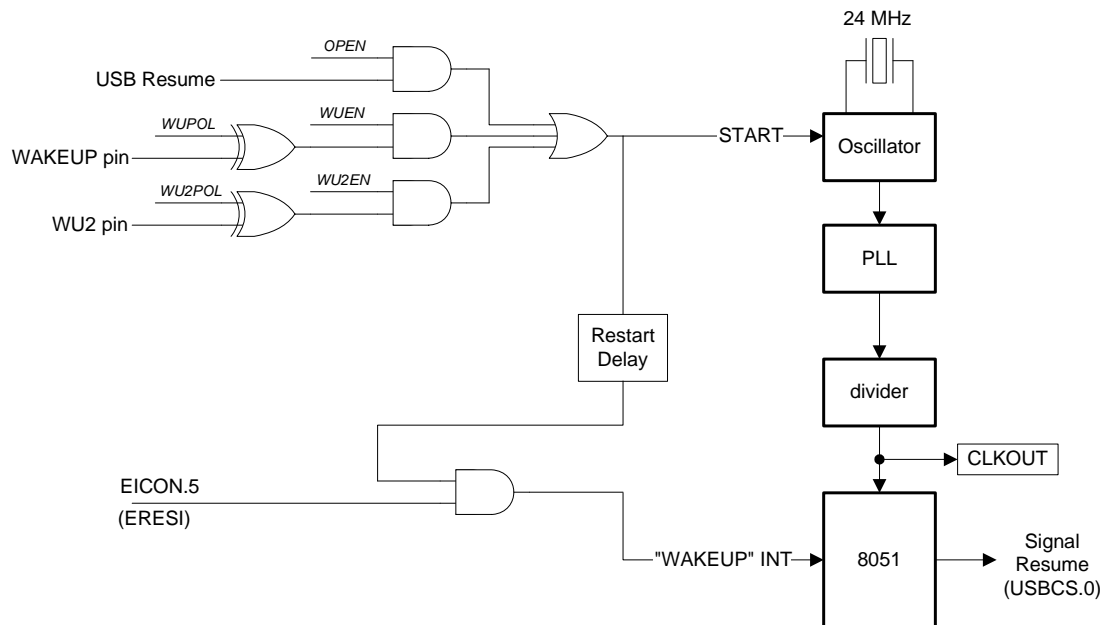 24 MHz
OPEN
USB Resume
WUPOL
WUEN
WAKEUP pin
START
Oscillator
WU2POL
WU2EN
WU2 pin
PLL
Restart
Delay
divider
CLKOUT
EICON.5
(ERESI)
"WAKEUP" INT
8051
Signal
Resume
(USBCS.0)